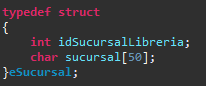 typedef struct
{
    int idSucursalLibreria;
    char sucursal[50];
}eSucursal;